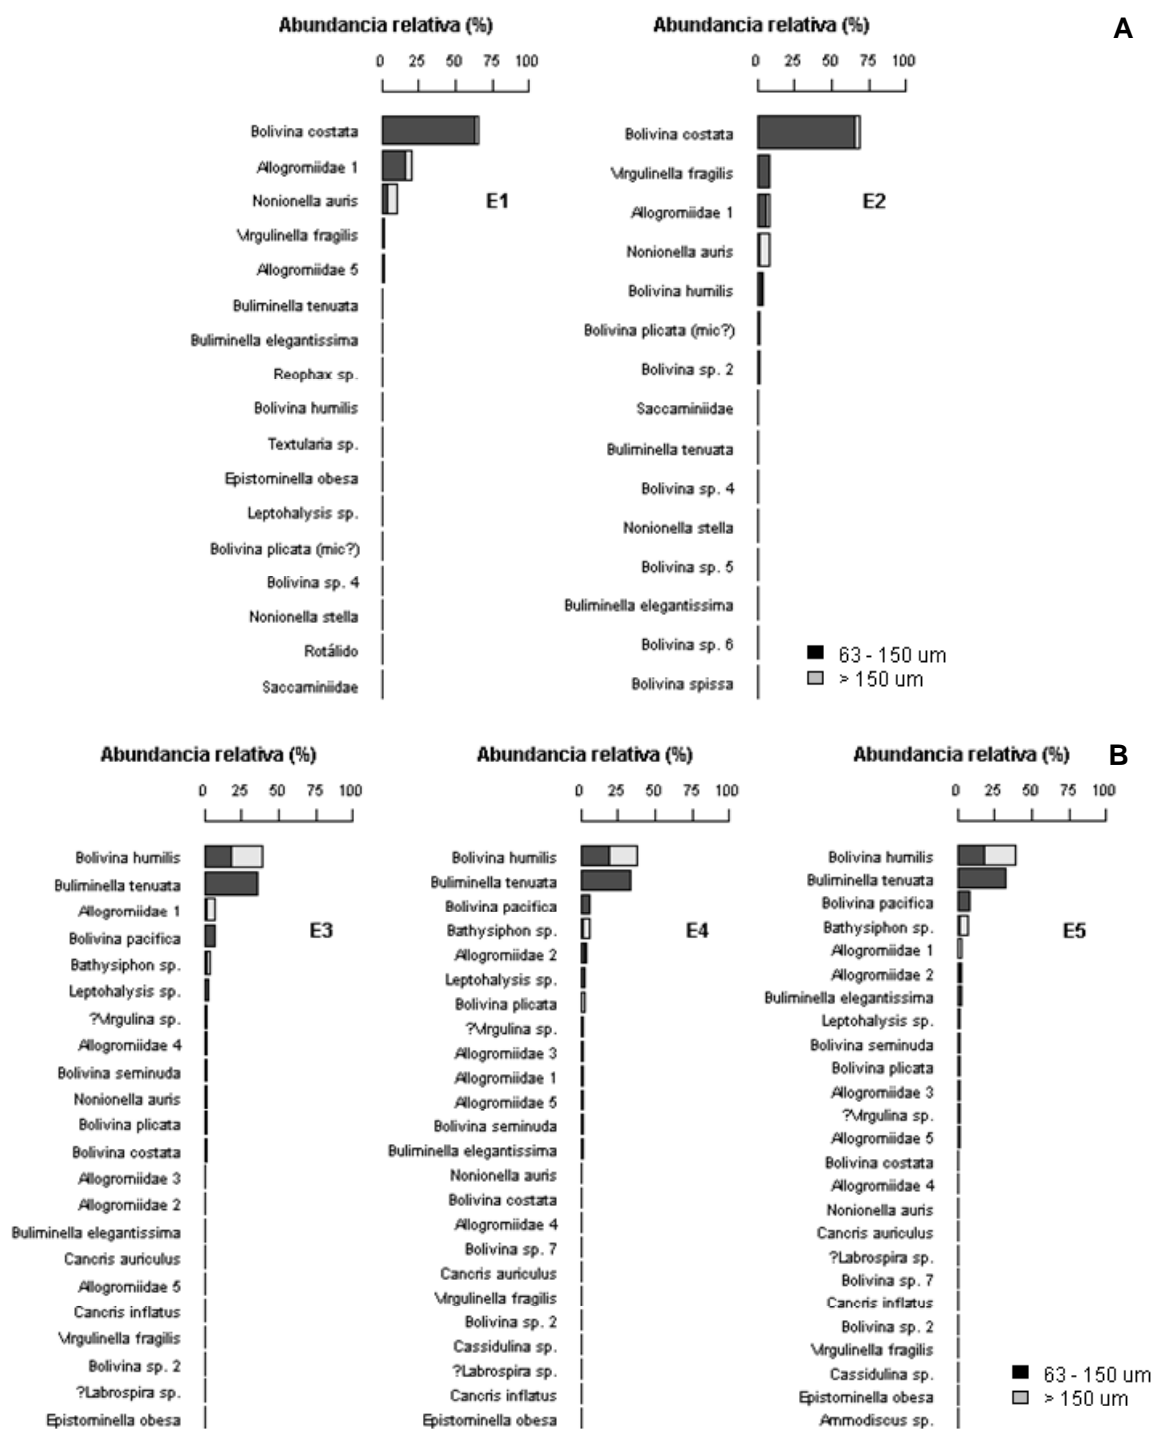 A
Abundancia relativa (%)
0 25 50 75 100
Bolivina costata
Allogromiidae 1
Nonionella auris
Virgulinella fragilis
Allogromiidae 5
Buliminella tenuata
Buliminella elegantissima
Reophax sp.
Bolivina humilis
Textularia sp.
Epistominella obesa
Leptohalysis sp.
Bolivina plicata (mic?)
Bolivina sp. 4
Nonionella stella
Rotálido
Saccaminiidae
E1
Abundancia relativa (%)
0 25 50 75 100
Bolivina costata
Virgulinella fragilis
Allogromiidae 1
Nonionella auris
Bolivina humilis
Bolivina plicata (mic?)
Bolivina sp. 2
Saccaminiidae
Buliminella tenuata
Bolivina sp. 4
Nonionella stella
Bolivina sp. 5
Buliminella elegantissima
Bolivina sp. 6
Bolivina spissa
E2
63 - 150 um
> 150 um
B
Abundancia relativa (%)
0 25 50 75 100
Bolivina humilis
Buliminella tenuata
Allogromiidae 1
Bolivina pacifica
Bathysiphon sp.
Leptohalysis sp.
?Virgulina sp.
Allogromiidae 4
Bolivina seminuda
Nonionella auris
Bolivina plicata
Bolivina costata
Allogromiidae 3
Allogromiidae 2
Buliminella elegantissima
Cancris auriculus
Allogromiidae 5
Cancris inflatus
Virgulinella fragilis
Bolivina sp. 2
?Labrospira sp.
Epistominella obesa
E3
Abundancia relativa (%)
0 25 50 75 100
Bolivina humilis
Buliminella tenuata
Bolivina pacifica
Bathysiphon sp.
Allogromiidae 2
Leptohalysis sp.
Bolivina plicata
?Virgulina sp.
Allogromiidae 3
Allogromiidae 1
Allogromiidae 5
Bolivina seminuda
Buliminella elegantissima
Nonionella auris
Bolivina costata
Allogromiidae 4
Bolivina sp. 7
Cancris auriculus
Virgulinella fragilis
Bolivina sp. 2
Cassidulina sp.
?Labrospira sp.
Cancris inflatus
Epistominella obesa
E4
Abundancia relativa (%)
0 25 50 75 100
Bolivina humilis
Buliminella tenuata
Bolivina pacifica
Bathysiphon sp.
Allogromiidae 1
Allogromiidae 2
Buliminella elegantissima
Leptohalysis sp.
Bolivina seminuda
Bolivina plicata
Allogromiidae 3
?Virgulina sp.
Allogromiidae 5
Bolivina costata
Allogromiidae 4
Nonionella auris
Cancris auriculus
?Labrospira sp.
Bolivina sp. 7
Cancris inflatus
Bolivina sp. 2
Virgulinella fragilis
Cassidulina sp.
Epistominella obesa
Ammodiscus sp.
E5
63 - 150 um
> 150 um